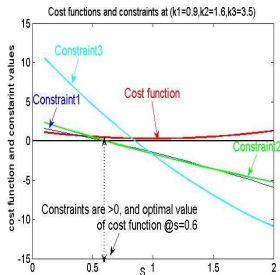 Cost functions and constraints at (k1=0.9,k2=1.6,k3=3.5)
15
Constraint3
10
Constraint1
Cost function
5
0
Constraint2
-5
Constraints are >0, and optimal value
of cost function @s=0.6
-10
-15
0
0.5
1
1.5
2
S
cost function and constarint values